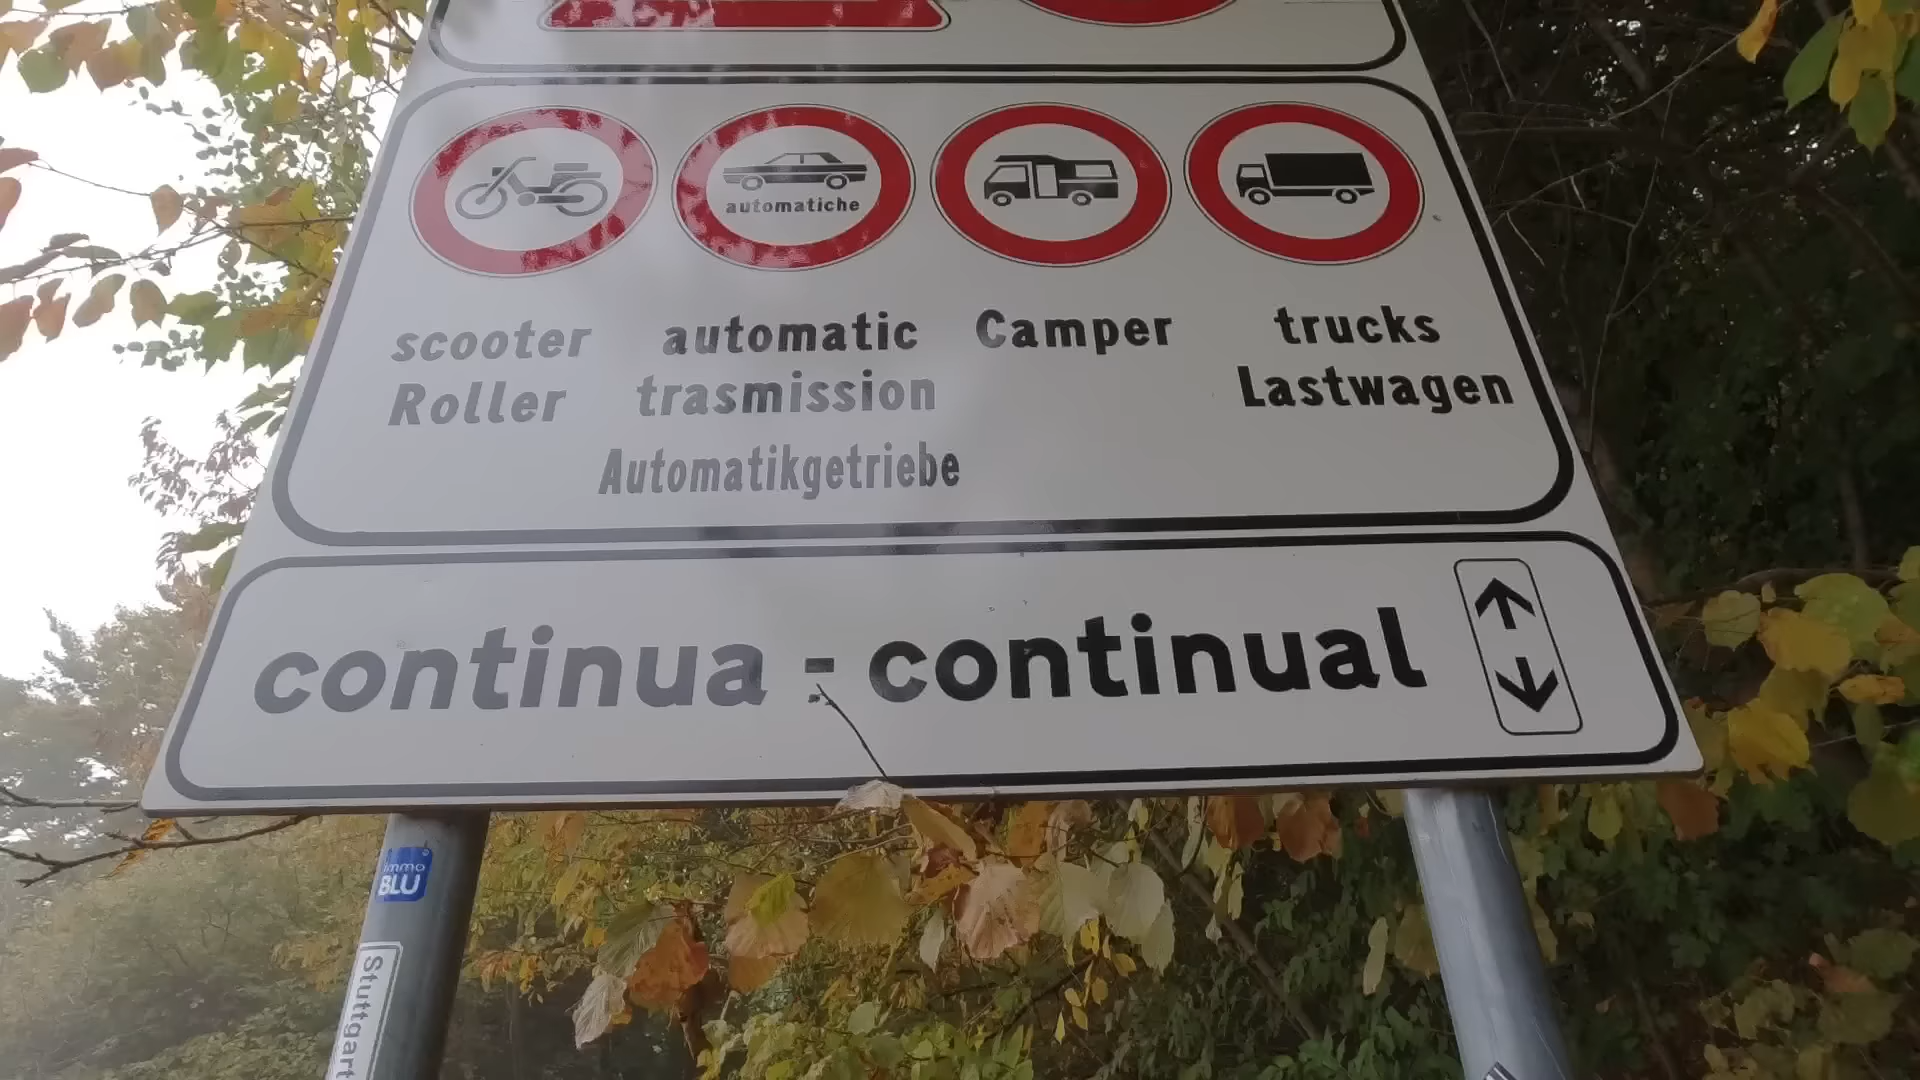 automatiche
scooter
Roller
automatic
trasmission
Automatikgetriebe
Camper
trucks
Lastwagen
continua - continual
immo
BLU
Stuttgart